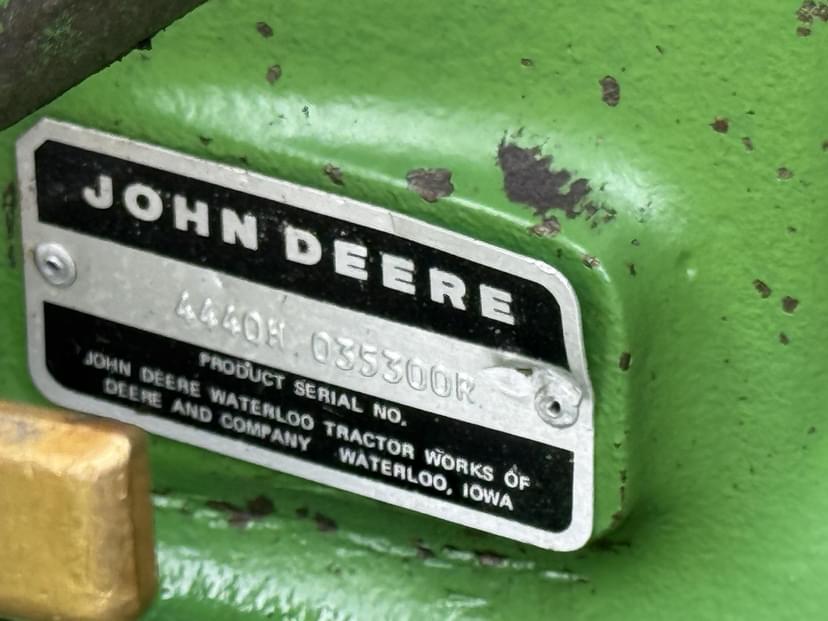 JOHN DEERE
4440H 035300R
PRODUCT SERIAL NO.
JOHN DEERE WATERLOO TRACTOR WORKS OF
DEERE AND COMPANY WATERLOO, IOWA